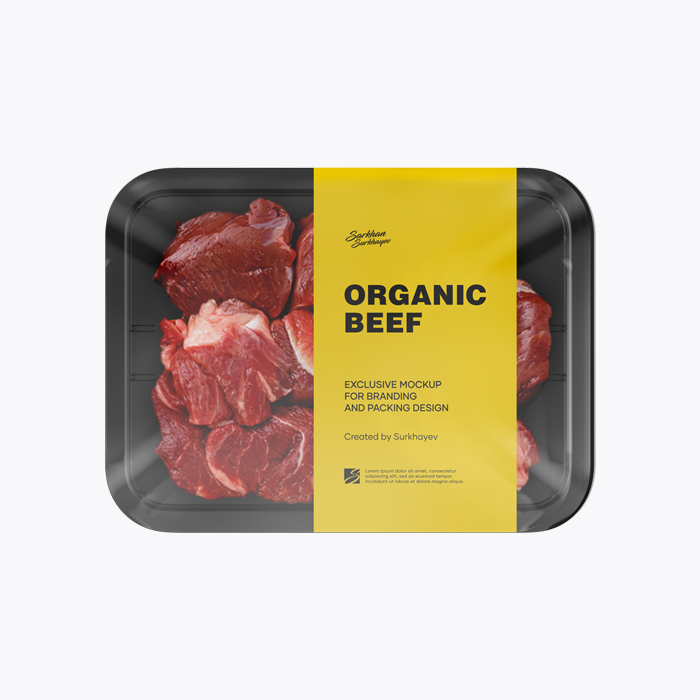 Sarkhan
Surkhayev
ORGANIC
BEEF
EXCLUSIVE MOCKUP
FOR BRANDING
AND PACKING DESIGN
Created by Surkhayev
Lorem ipsum dolor sit amet, consectetur
adipiscing elit, sed do eiusmod tempor
incididunt ut labore et dolore magna aliqua.